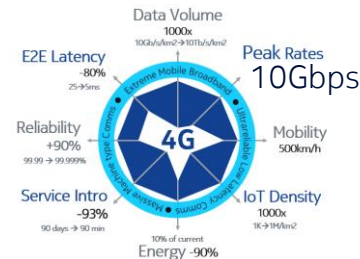 Data Volume
1000x
10Gb/s/km2→10Tb/s/km2
E2E Latency
-80%
25→5ms
Peak Rates
10Gbps
Extreme Mobile Broadband
Reliability
+90%
99.99 → 99.999%
4G
Mobility
500km/h
Ultrareliable Low Latency Comms
Massive Machine type Comms
Service Intro
-93%
90 days → 90 min
IoT Density
1000x
1K→1M/km2
10% of current
Energy -90%